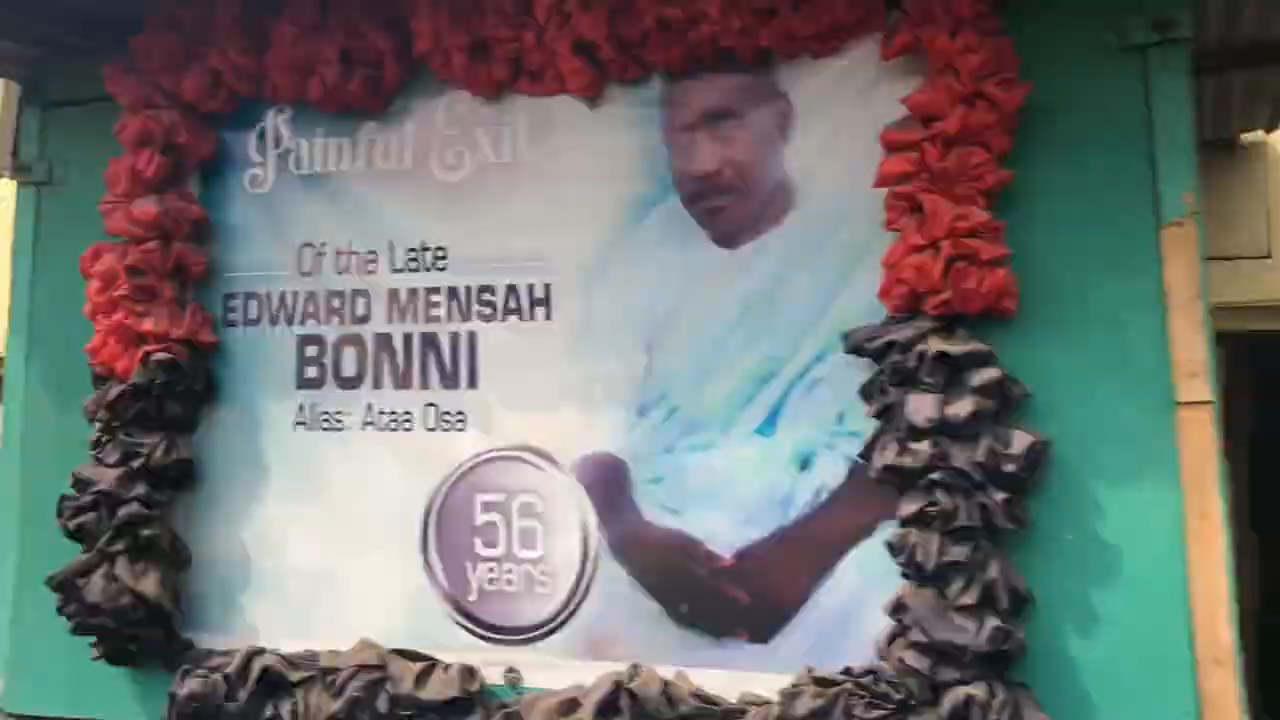 Painful Exit
Of the Late
EDWARD MENSAH
BONNI
Alias: Ataa Osa
56
years